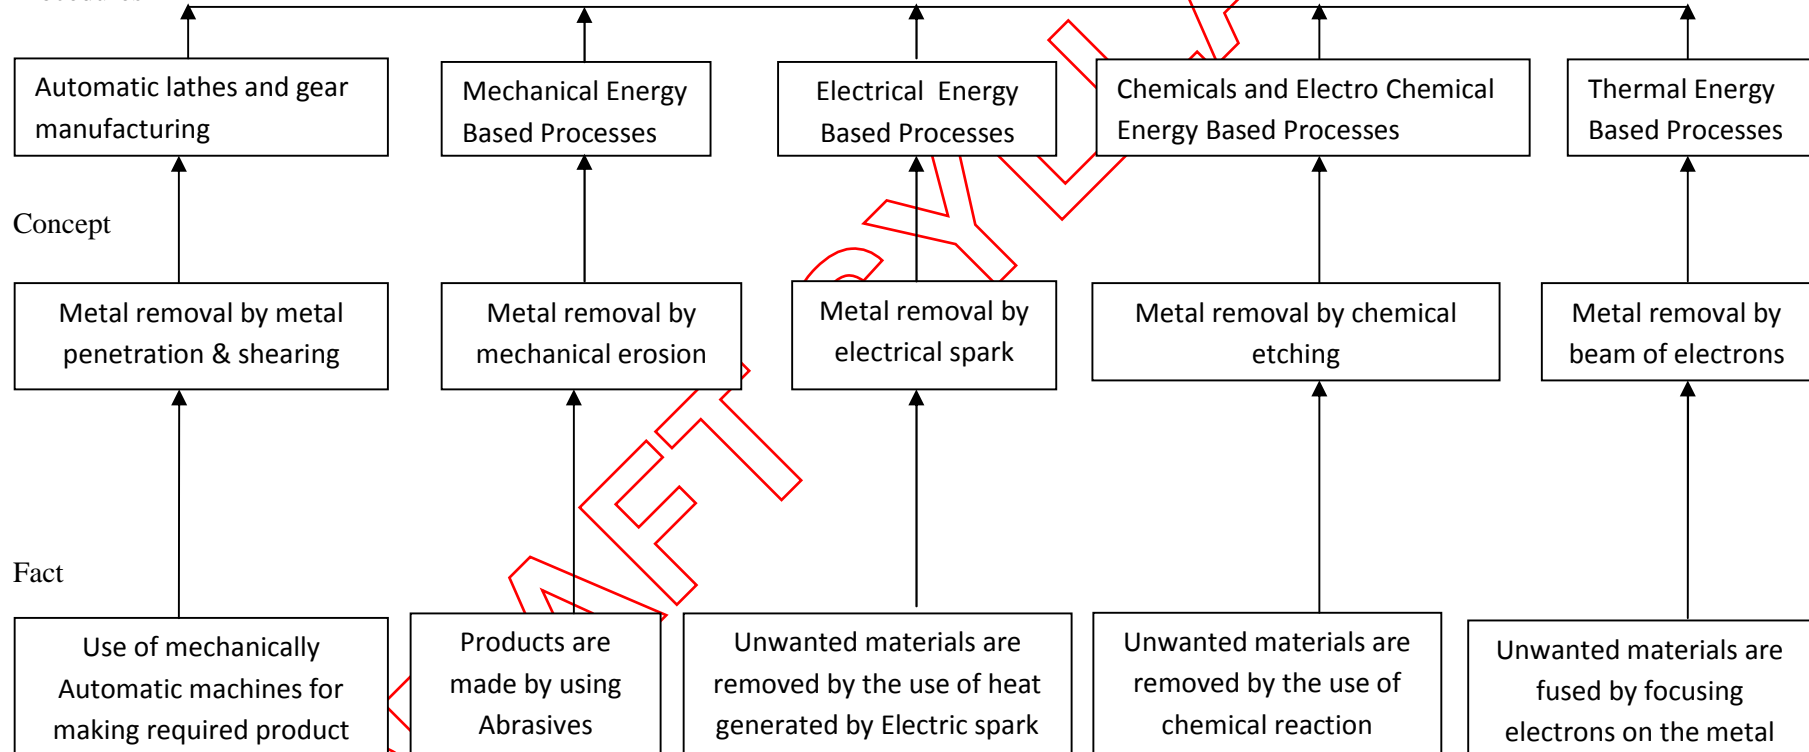 Automatic lathes and gear
manufacturing
Mechanical Energy
Based Processes
Electrical Energy
Based Processes
Chemicals and Electro Chemical
Energy Based Processes
Thermal Energy
Based Processes
Concept
Metal removal by metal
penetration & shearing
Metal removal by
mechanical erosion
Metal removal by
electrical spark
Metal removal by chemical
etching
Metal removal by
beam of electrons
Fact
Use of mechanically
Automatic machines for
making required product
Products are
made by using
Abrasives
Unwanted materials are
removed by the use of heat
generated by Electric spark
Unwanted materials are
removed by the use of
chemical reaction
Unwanted materials are
fused by focusing
electrons on the metal